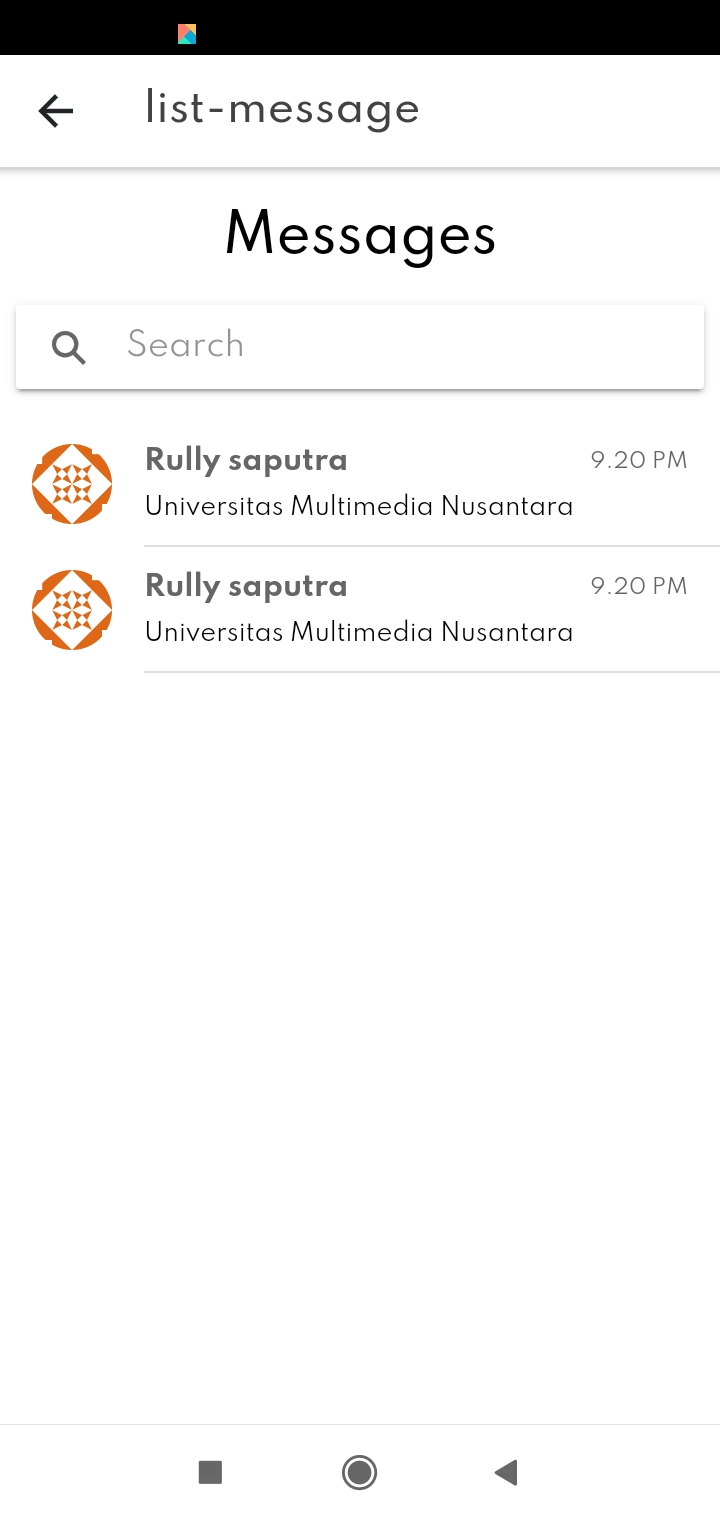 list-message
Messages
Search
Rully saputra 9.20 PM
Universitas Multimedia Nusantara
Rully saputra 9.20 PM
Universitas Multimedia Nusantara